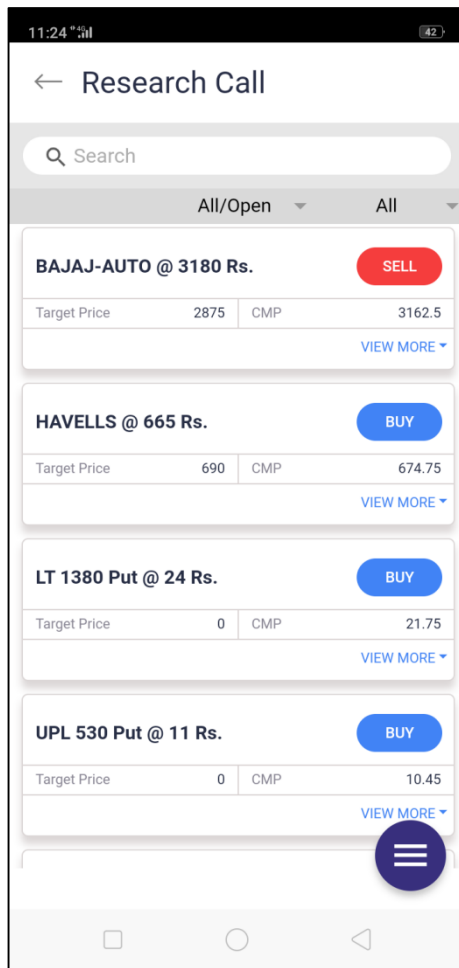 11:24 4G 42
Research Call
Search
All/Open All
BAJAJ-AUTO @ 3180 Rs. SELL
Target Price 2875 CMP 3162.5
VIEW MORE
HAVELLS @ 665 Rs. BUY
Target Price 690 CMP 674.75
VIEW MORE
LT 1380 Put @ 24 Rs. BUY
Target Price 0 CMP 21.75
VIEW MORE
UPL 530 Put @ 11 Rs. BUY
Target Price 0 CMP 10.45
VIEW MORE